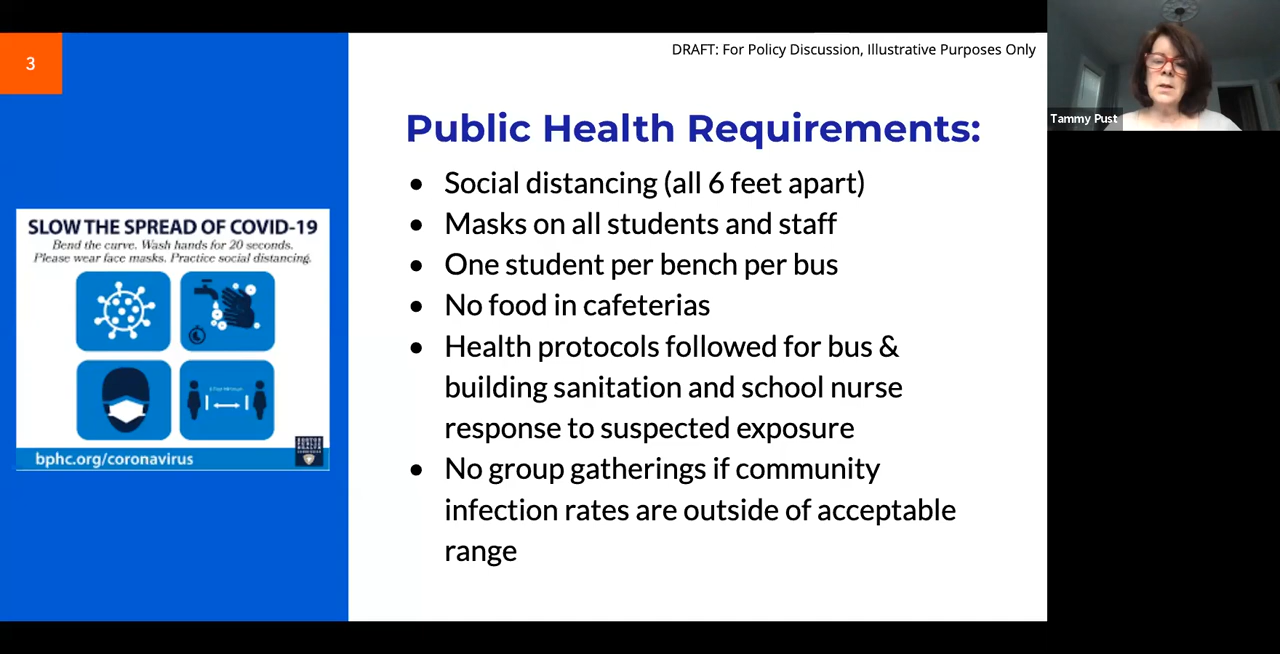 3
DRAFT: For Policy Discussion, Illustrative Purposes Only
Tammy Pust
Public Health Requirements:
• Social distancing (all 6 feet apart)
• Masks on all students and staff
• One student per bench per bus
• No food in cafeterias
• Health protocols followed for bus &
building sanitation and school nurse
response to suspected exposure
• No group gatherings if community
infection rates are outside of acceptable
range
SLOW THE SPREAD OF COVID-19
Bend the curve. Wash hands for 20 seconds.
Please wear face masks. Practice social distancing.
bphc.org/coronavirus